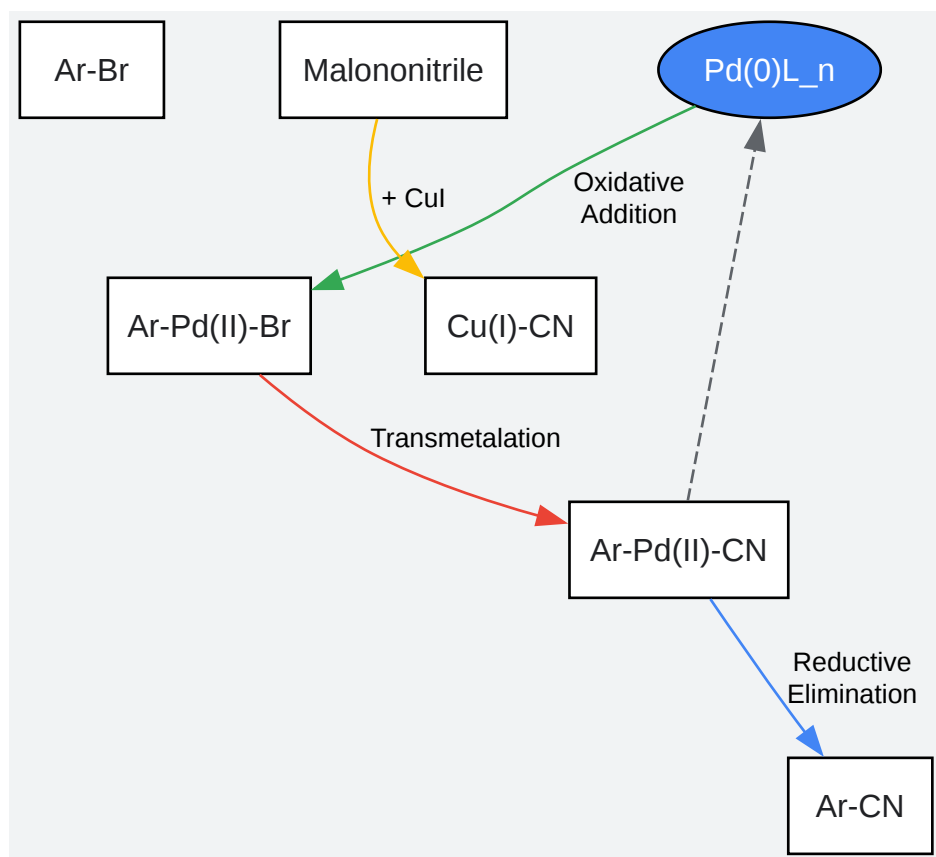 Ar-Br
Malononitrile
Pd(0)L_n
Oxidative
Addition
+ CuI
Ar-Pd(II)-Br
Cu(I)-CN
Transmetalation
Ar-Pd(II)-CN
Reductive
Elimination
Ar-CN